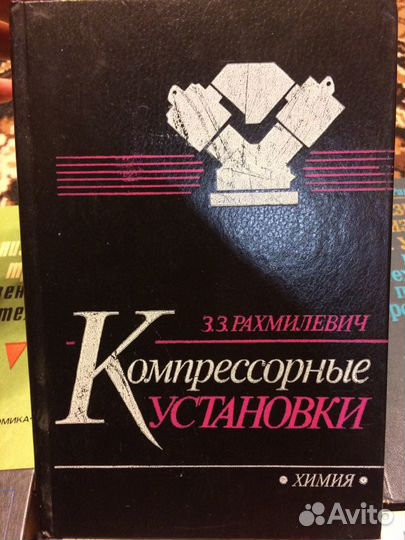 З.З.РАХМИЛЕВИЧ
КОМПРЕССОРНЫЕ
УСТАНОВКИ
• ХИМИЯ •
Avito